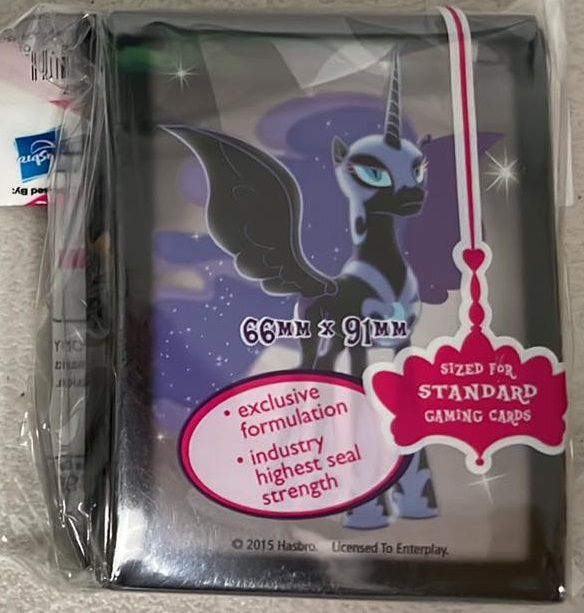 66MM X 91MM
SIZED FOR
STANDARD
GAMING CARDS
• exclusive
formulation
• industry
highest seal
strength
© 2015 Hasbro. Licensed To Enterplay.